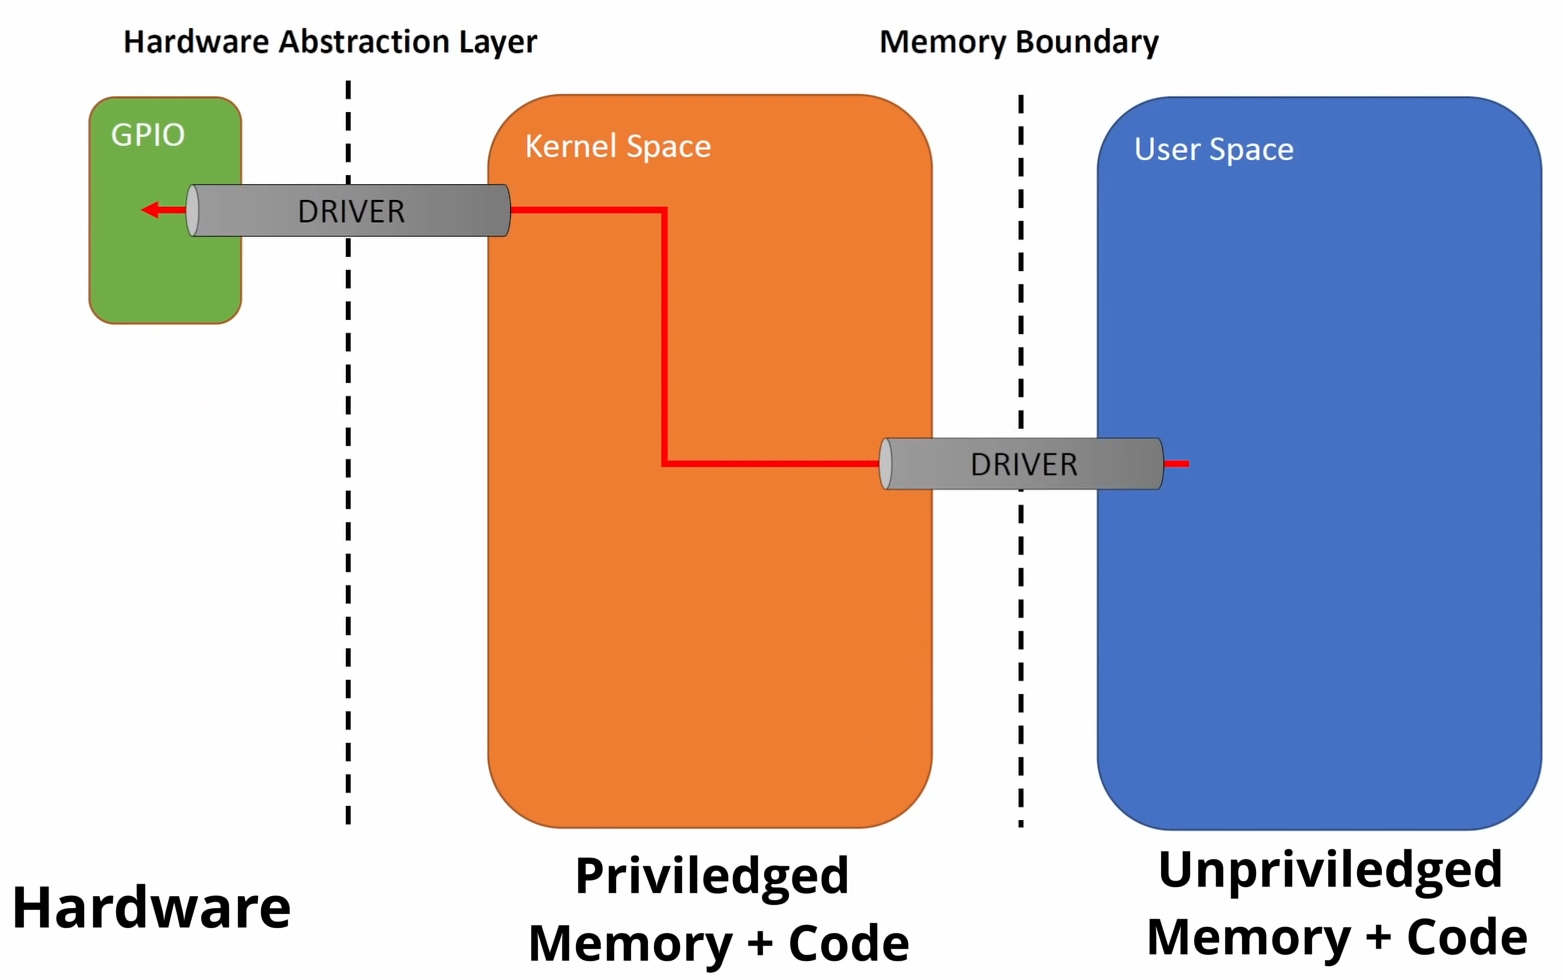 Hardware Abstraction Layer
Memory Boundary
GPIO
Kernel Space
User Space
DRIVER
DRIVER
Hardware
Priviledged
Memory + Code
Unpriviledged
Memory + Code